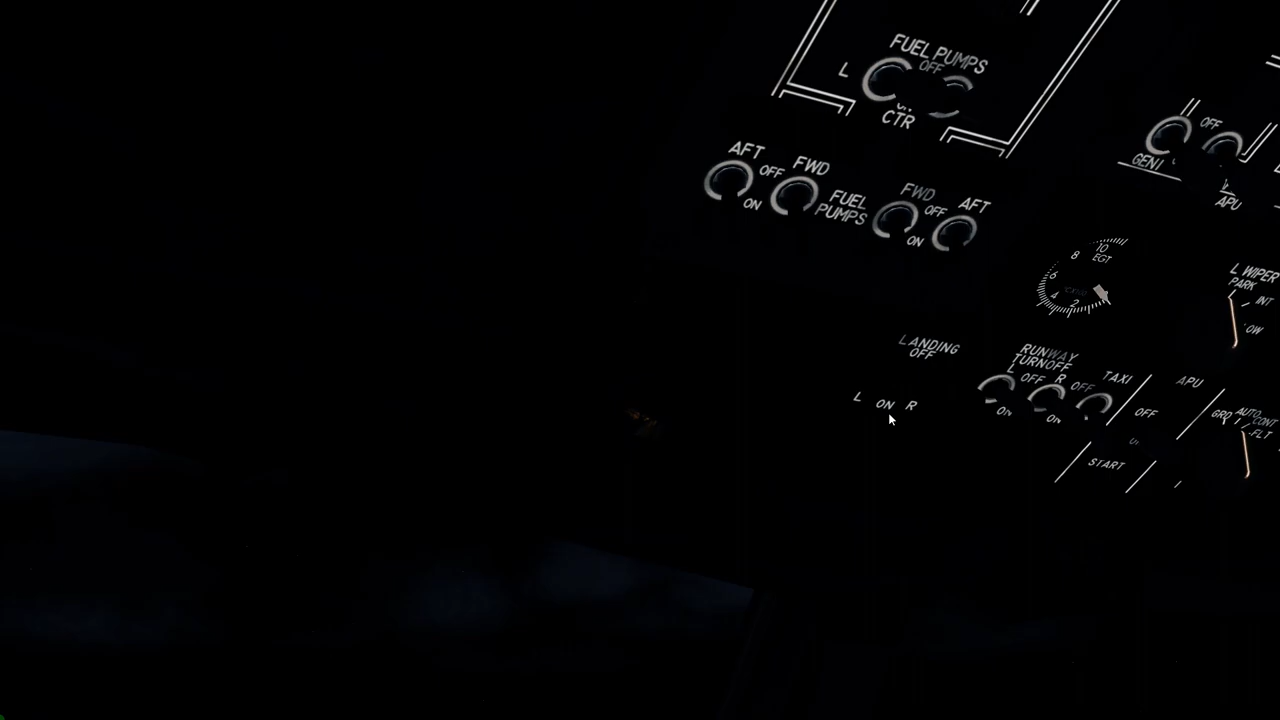 FUEL PUMPS
OFF
L
CTR
AFT
OFF
FWD
ON
FUEL
PUMPS
FWD
OFF
AFT
ON
OFF
GEN1
APU
10
EGT
8
6
4
2
L WIPER
PARK
INT
LANDING
OFF
L ON R
RUNWAY
TURNOFF
L OFF R OFF
ON
ON
TAXI
OFF
START
APU
GRD
AUTO
CONT
FLT